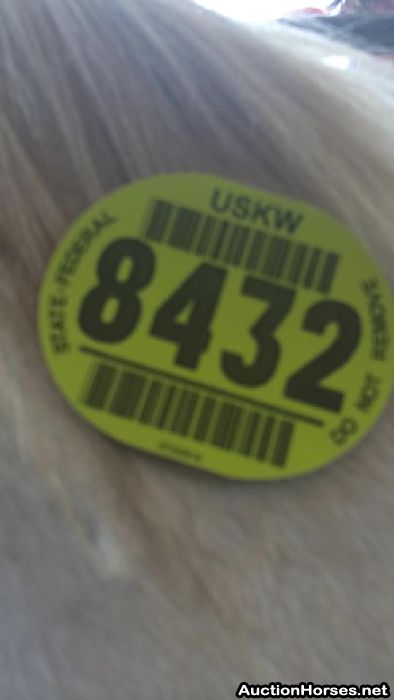 USKW
STATE-FEDERAL
8432
DO NOT REMOVE
AuctionHorses.net